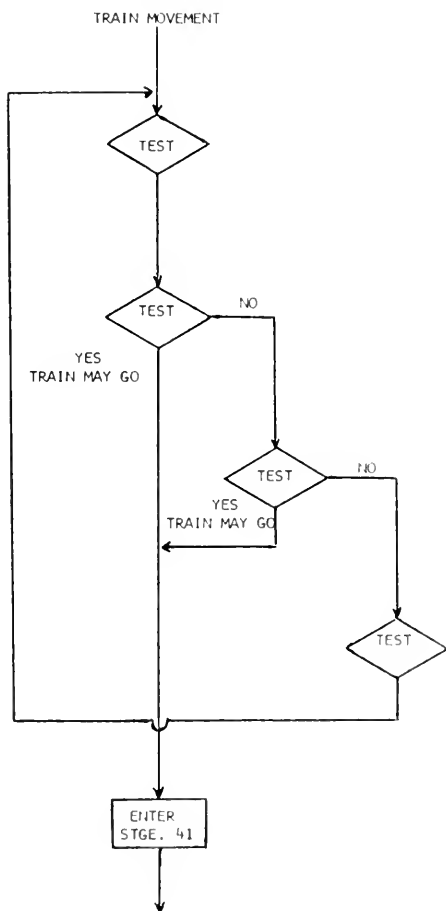 TRAIN MOVEMENT
TEST
TEST
NO
YES
TRAIN MAY GO
TEST
NO
YES
TRAIN MAY GO
TEST
ENTER
STGE. 41